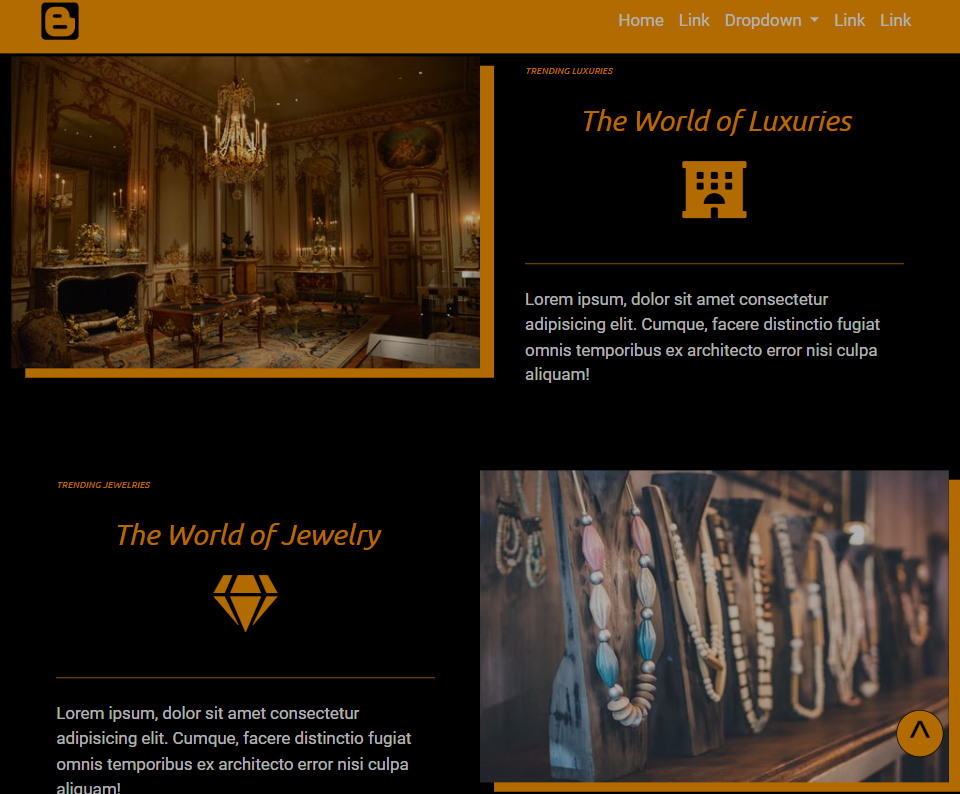 Home Link Dropdown Link Link
TRENDING LUXURIES
The World of Luxuries
Lorem ipsum, dolor sit amet consectetur
adipisicing elit. Cumque, facere distinctio fugiat
omnis temporibus ex architecto error nisi culpa
aliquam!
TRENDING JEWELRIES
The World of Jewelry
Lorem ipsum, dolor sit amet consectetur
adipisicing elit. Cumque, facere distinctio fugiat
omnis temporibus ex architecto error nisi culpa
aliquam!